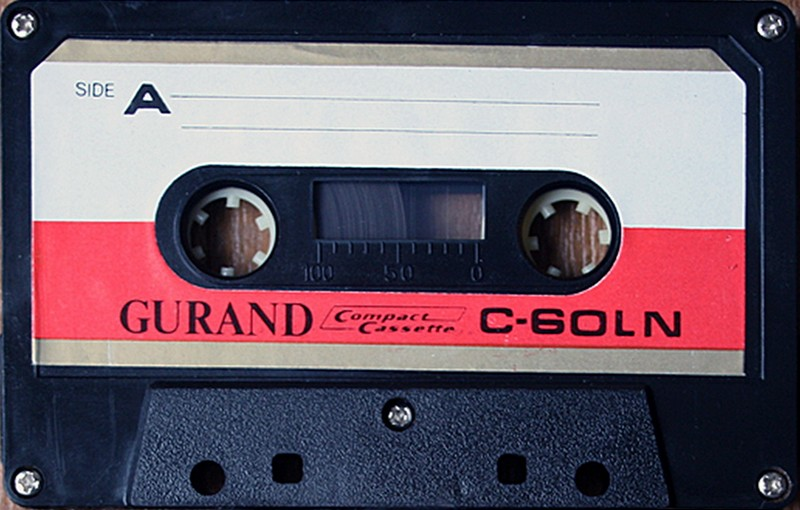 SIDE A
100 50 0
GURAND Compact Cassette C-60LN